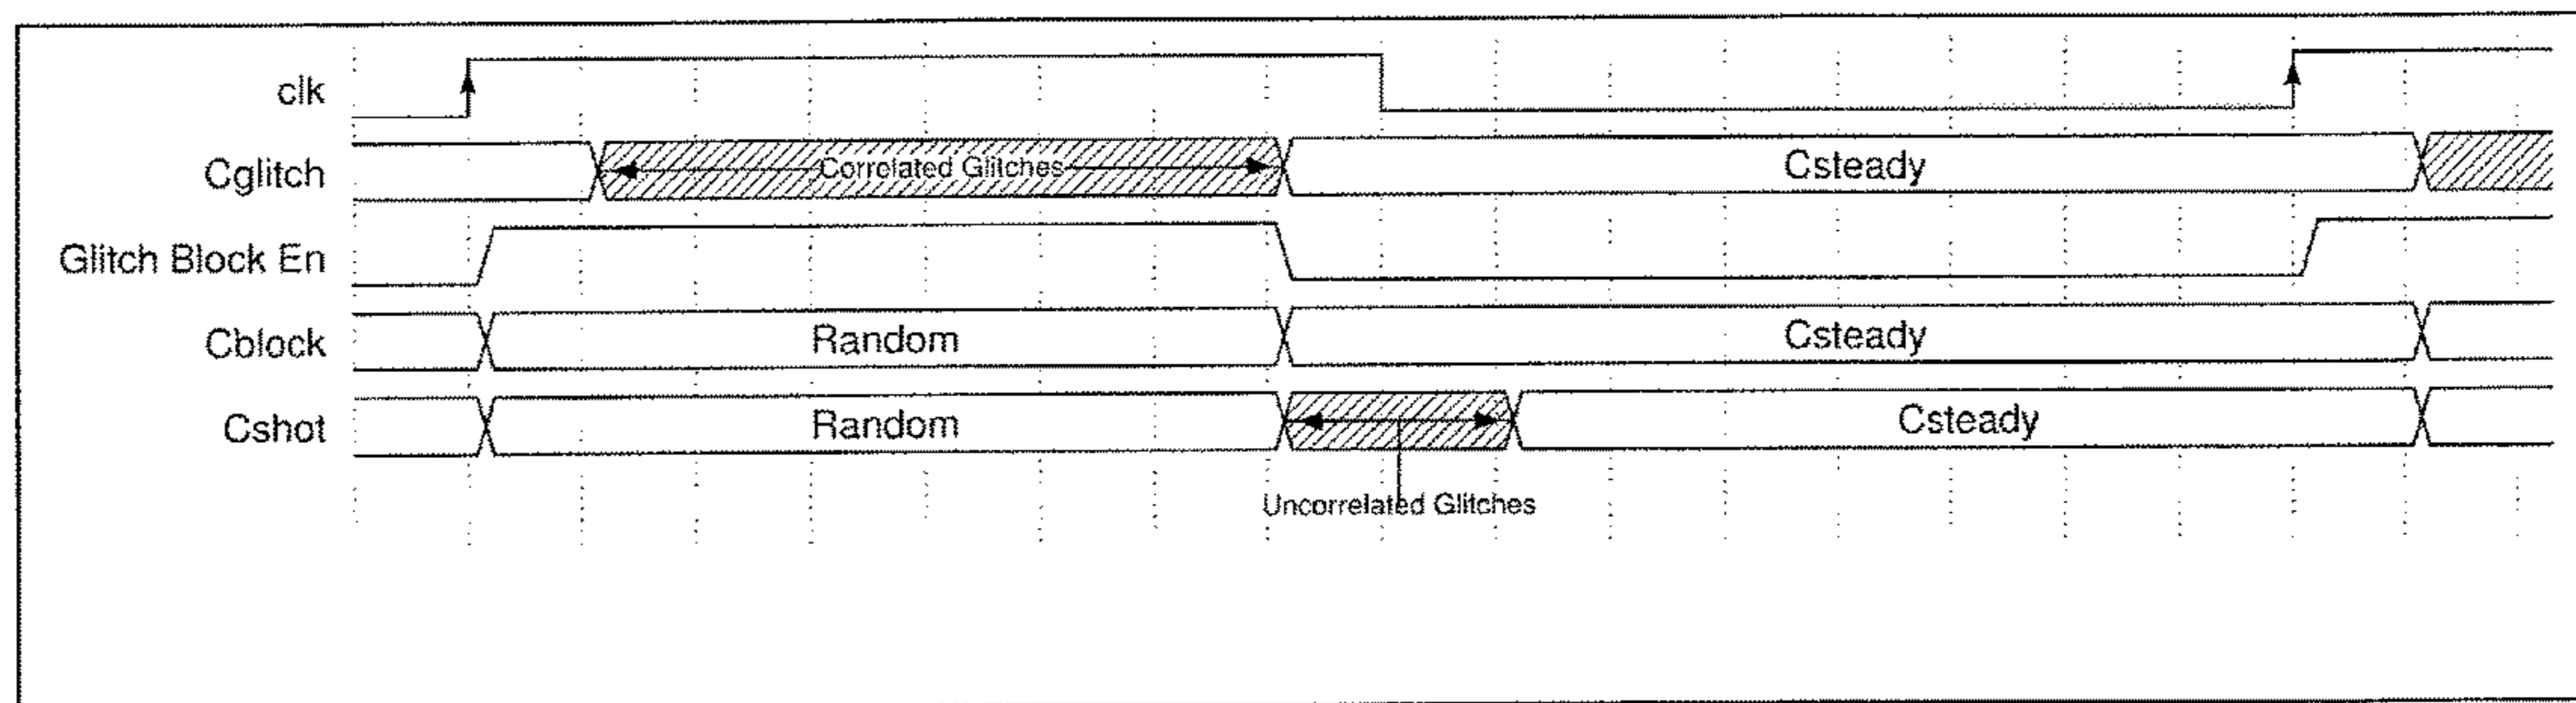 clk
Cglitch
Correlated Glitches
Csteady
Glitch Block En
Cblock
Random
Csteady
Cshot
Random
Csteady
Uncorrelated Glitches